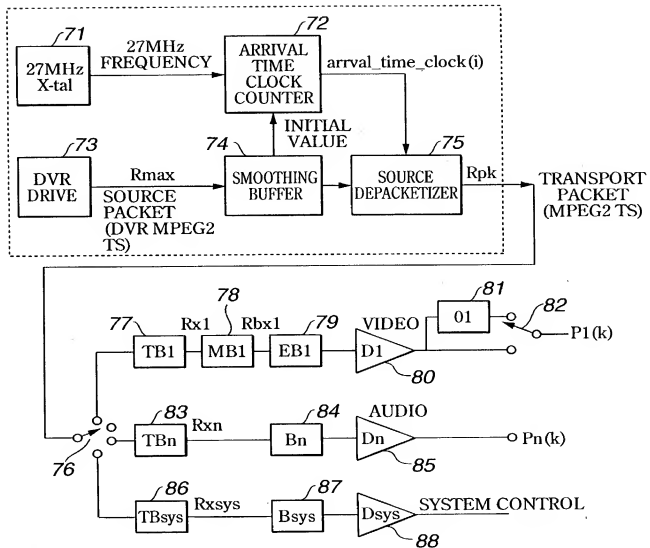 71
27MHz
X-tal
27MHz
FREQUENCY
72
ARRIVAL
TIME
CLOCK
COUNTER
arrval_time_clock(i)
INITIAL
VALUE
73
DVR
DRIVE
Rmax
SOURCE
PACKET
(DVR MPEG2
TS)
74
SMOOTHING
BUFFER
75
SOURCE
DEPACKETIZER
Rpk
TRANSPORT
PACKET
(MPEG2 TS)
76
77
TB1
Rx1
78
MB1
Rbx1
79
EB1
VIDEO
D1
80
81
01
82
P1(k)
83
TBn
Rxn
84
Bn
AUDIO
Dn
85
Pn(k)
86
TBsys
Rxsys
87
Bsys
Dsys
88
SYSTEM CONTROL